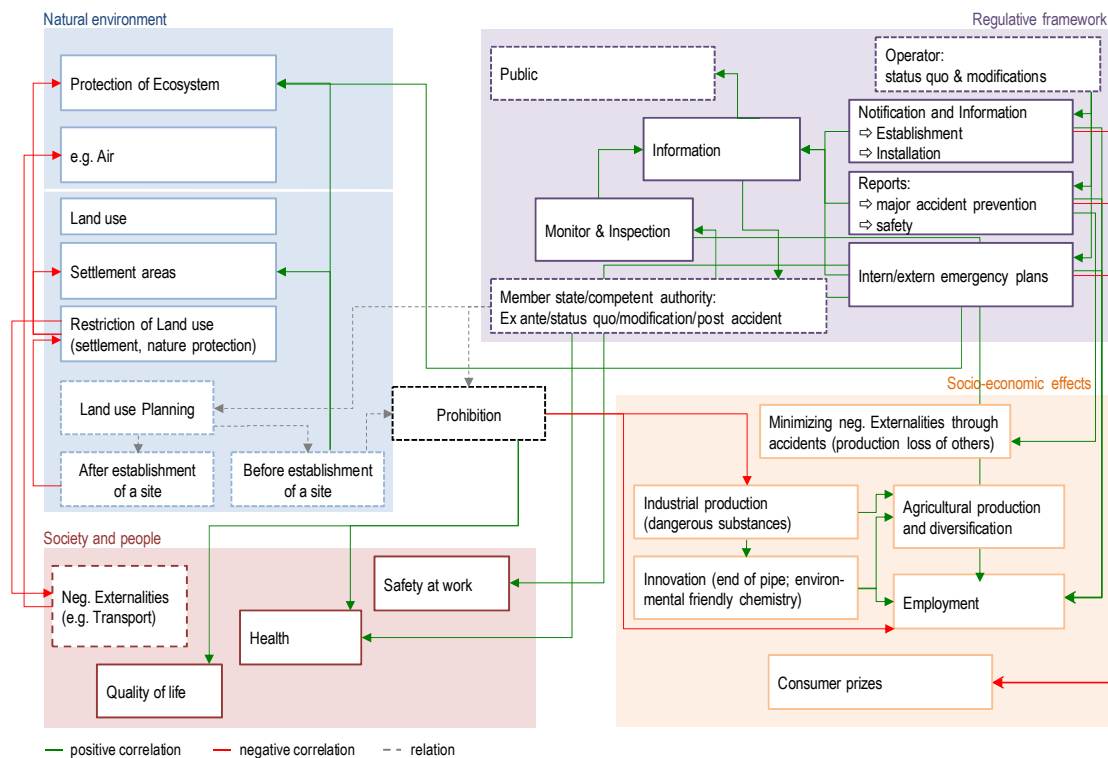 Natural environment
Protection of Ecosystem
e.g. Air
Land use
Settlement areas
Restriction of Land use
(settlement, nature protection)
Land use Planning
After establishment
of a site
Before establishment
of a site
Prohibition
Regulative framework
Public
Operator:
status quo & modifications
Information
Notification and Information
⇨ Establishment
⇨ Installation
Reports:
⇨ major accident prevention
⇨ safety
Monitor & Inspection
Intern/extern emergency plans
Member state/competent authority:
Ex ante/status quo/modification/post accident
Socio-economic effects
Minimizing neg. Externalities through
accidents (production loss of others)
Industrial production
(dangerous substances)
Agricultural production
and diversification
Innovation (end of pipe; environ-
mental friendly chemistry)
Employment
Consumer prizes
Society and people
Neg. Externalities
(e.g. Transport)
Safety at work
Health
Quality of life
positive correlation
negative correlation
relation